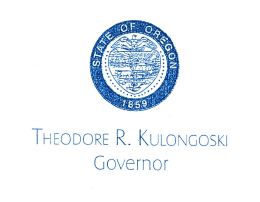 STATE OF OREGON
1859
THEODORE R. KULONGOSKI
Governor